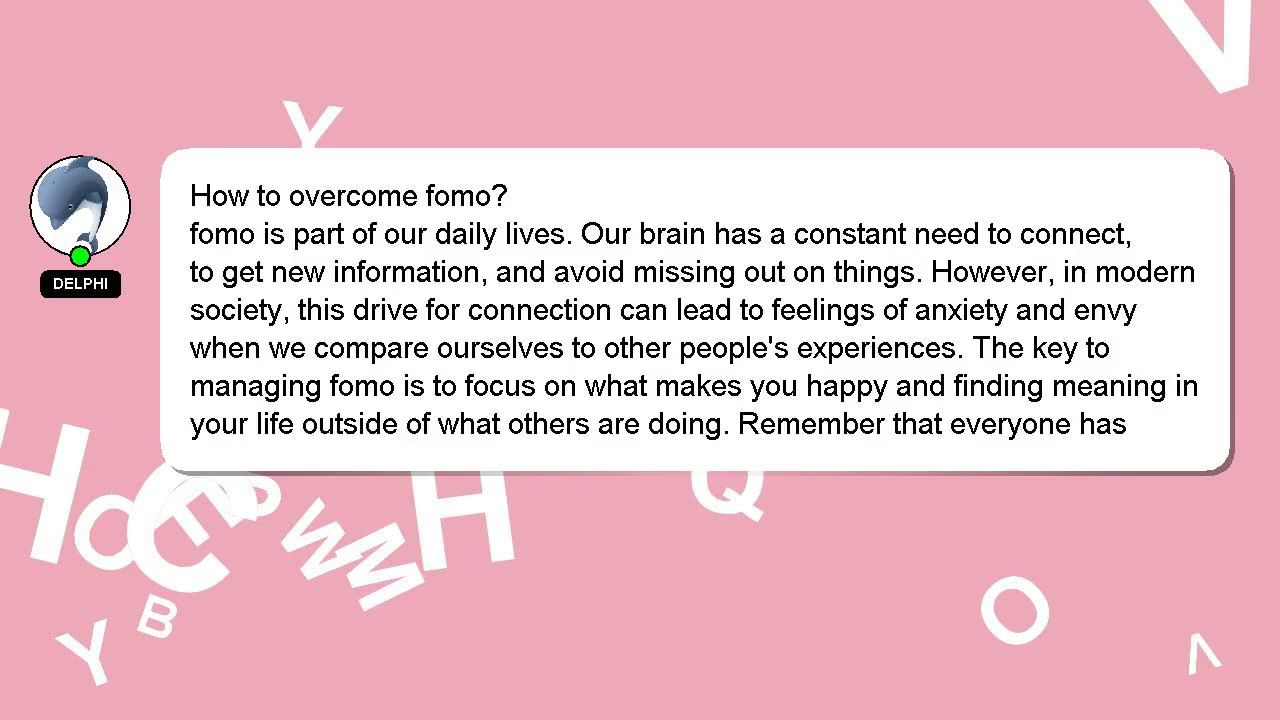 V
Y
DELPHI
How to overcome fomo?
fomo is part of our daily lives. Our brain has a constant need to connect,
to get new information, and avoid missing out on things. However, in modern
society, this drive for connection can lead to feelings of anxiety and envy
when we compare ourselves to other people's experiences. The key to
managing fomo is to focus on what makes you happy and finding meaning in
your life outside of what others are doing. Remember that everyone has
H
O
C
W
M
H
Q
B
Y
O
V